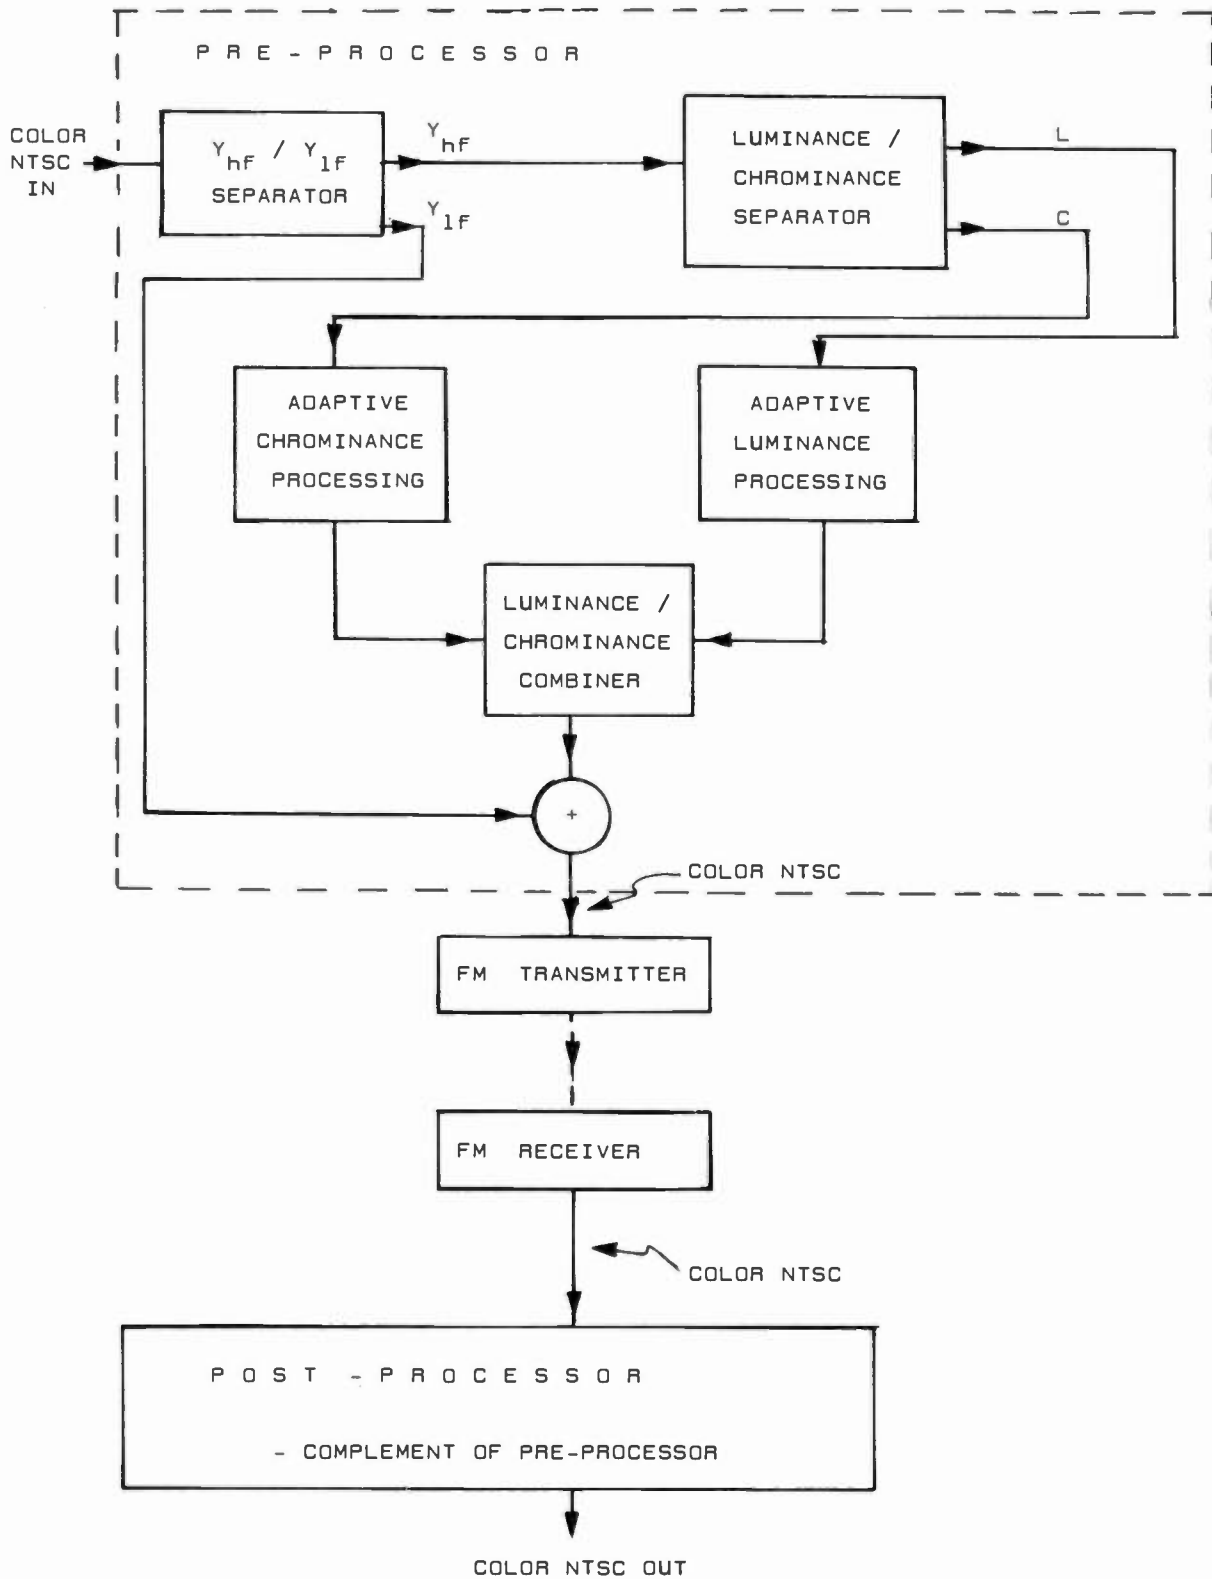 PRE-PROCESSOR
COLOR
NTSC
IN
Yhf / Ylf
SEPARATOR
Yhf
Ylf
LUMINANCE /
CHROMINANCE
SEPARATOR
L
C
ADAPTIVE
CHROMINANCE
PROCESSING
ADAPTIVE
LUMINANCE
PROCESSING
LUMINANCE /
CHROMINANCE
COMBINER
+
COLOR NTSC
FM TRANSMITTER
FM RECEIVER
COLOR NTSC
POST -PROCESSOR
- COMPLEMENT OF PRE-PROCESSOR
COLOR NTSC OUT